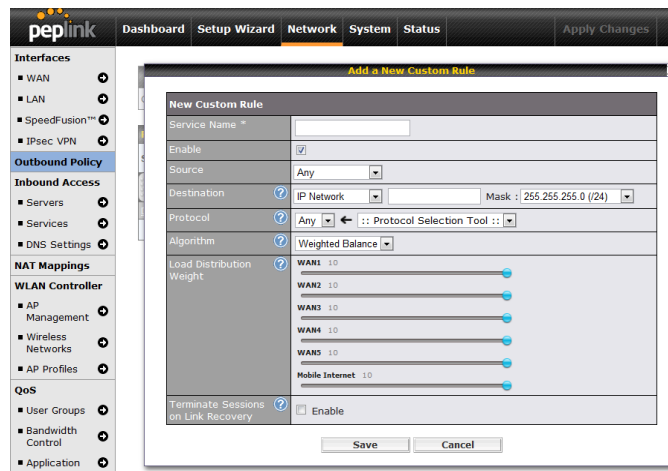 peplink
Dashboard Setup Wizard Network System Status Apply Changes
Interfaces
WAN
LAN
SpeedFusion™
IPsec VPN
Outbound Policy
Inbound Access
Servers
Services
DNS Settings
NAT Mappings
WLAN Controller
AP
Management
Wireless
Networks
AP Profiles
QoS
User Groups
Bandwidth
Control
Application
Add a New Custom Rule
New Custom Rule
Service Name *
Enable
Source Any
Destination ? IP Network Mask : 255.255.255.0 (/24)
Protocol ? Any :: Protocol Selection Tool ::
Algorithm ? Weighted Balance
Load Distribution ?
Weight
WAN1 10
WAN2 10
WAN3 10
WAN4 10
WAN5 10
Mobile Internet 10
Terminate Sessions ?
on Link Recovery
Enable
Save Cancel